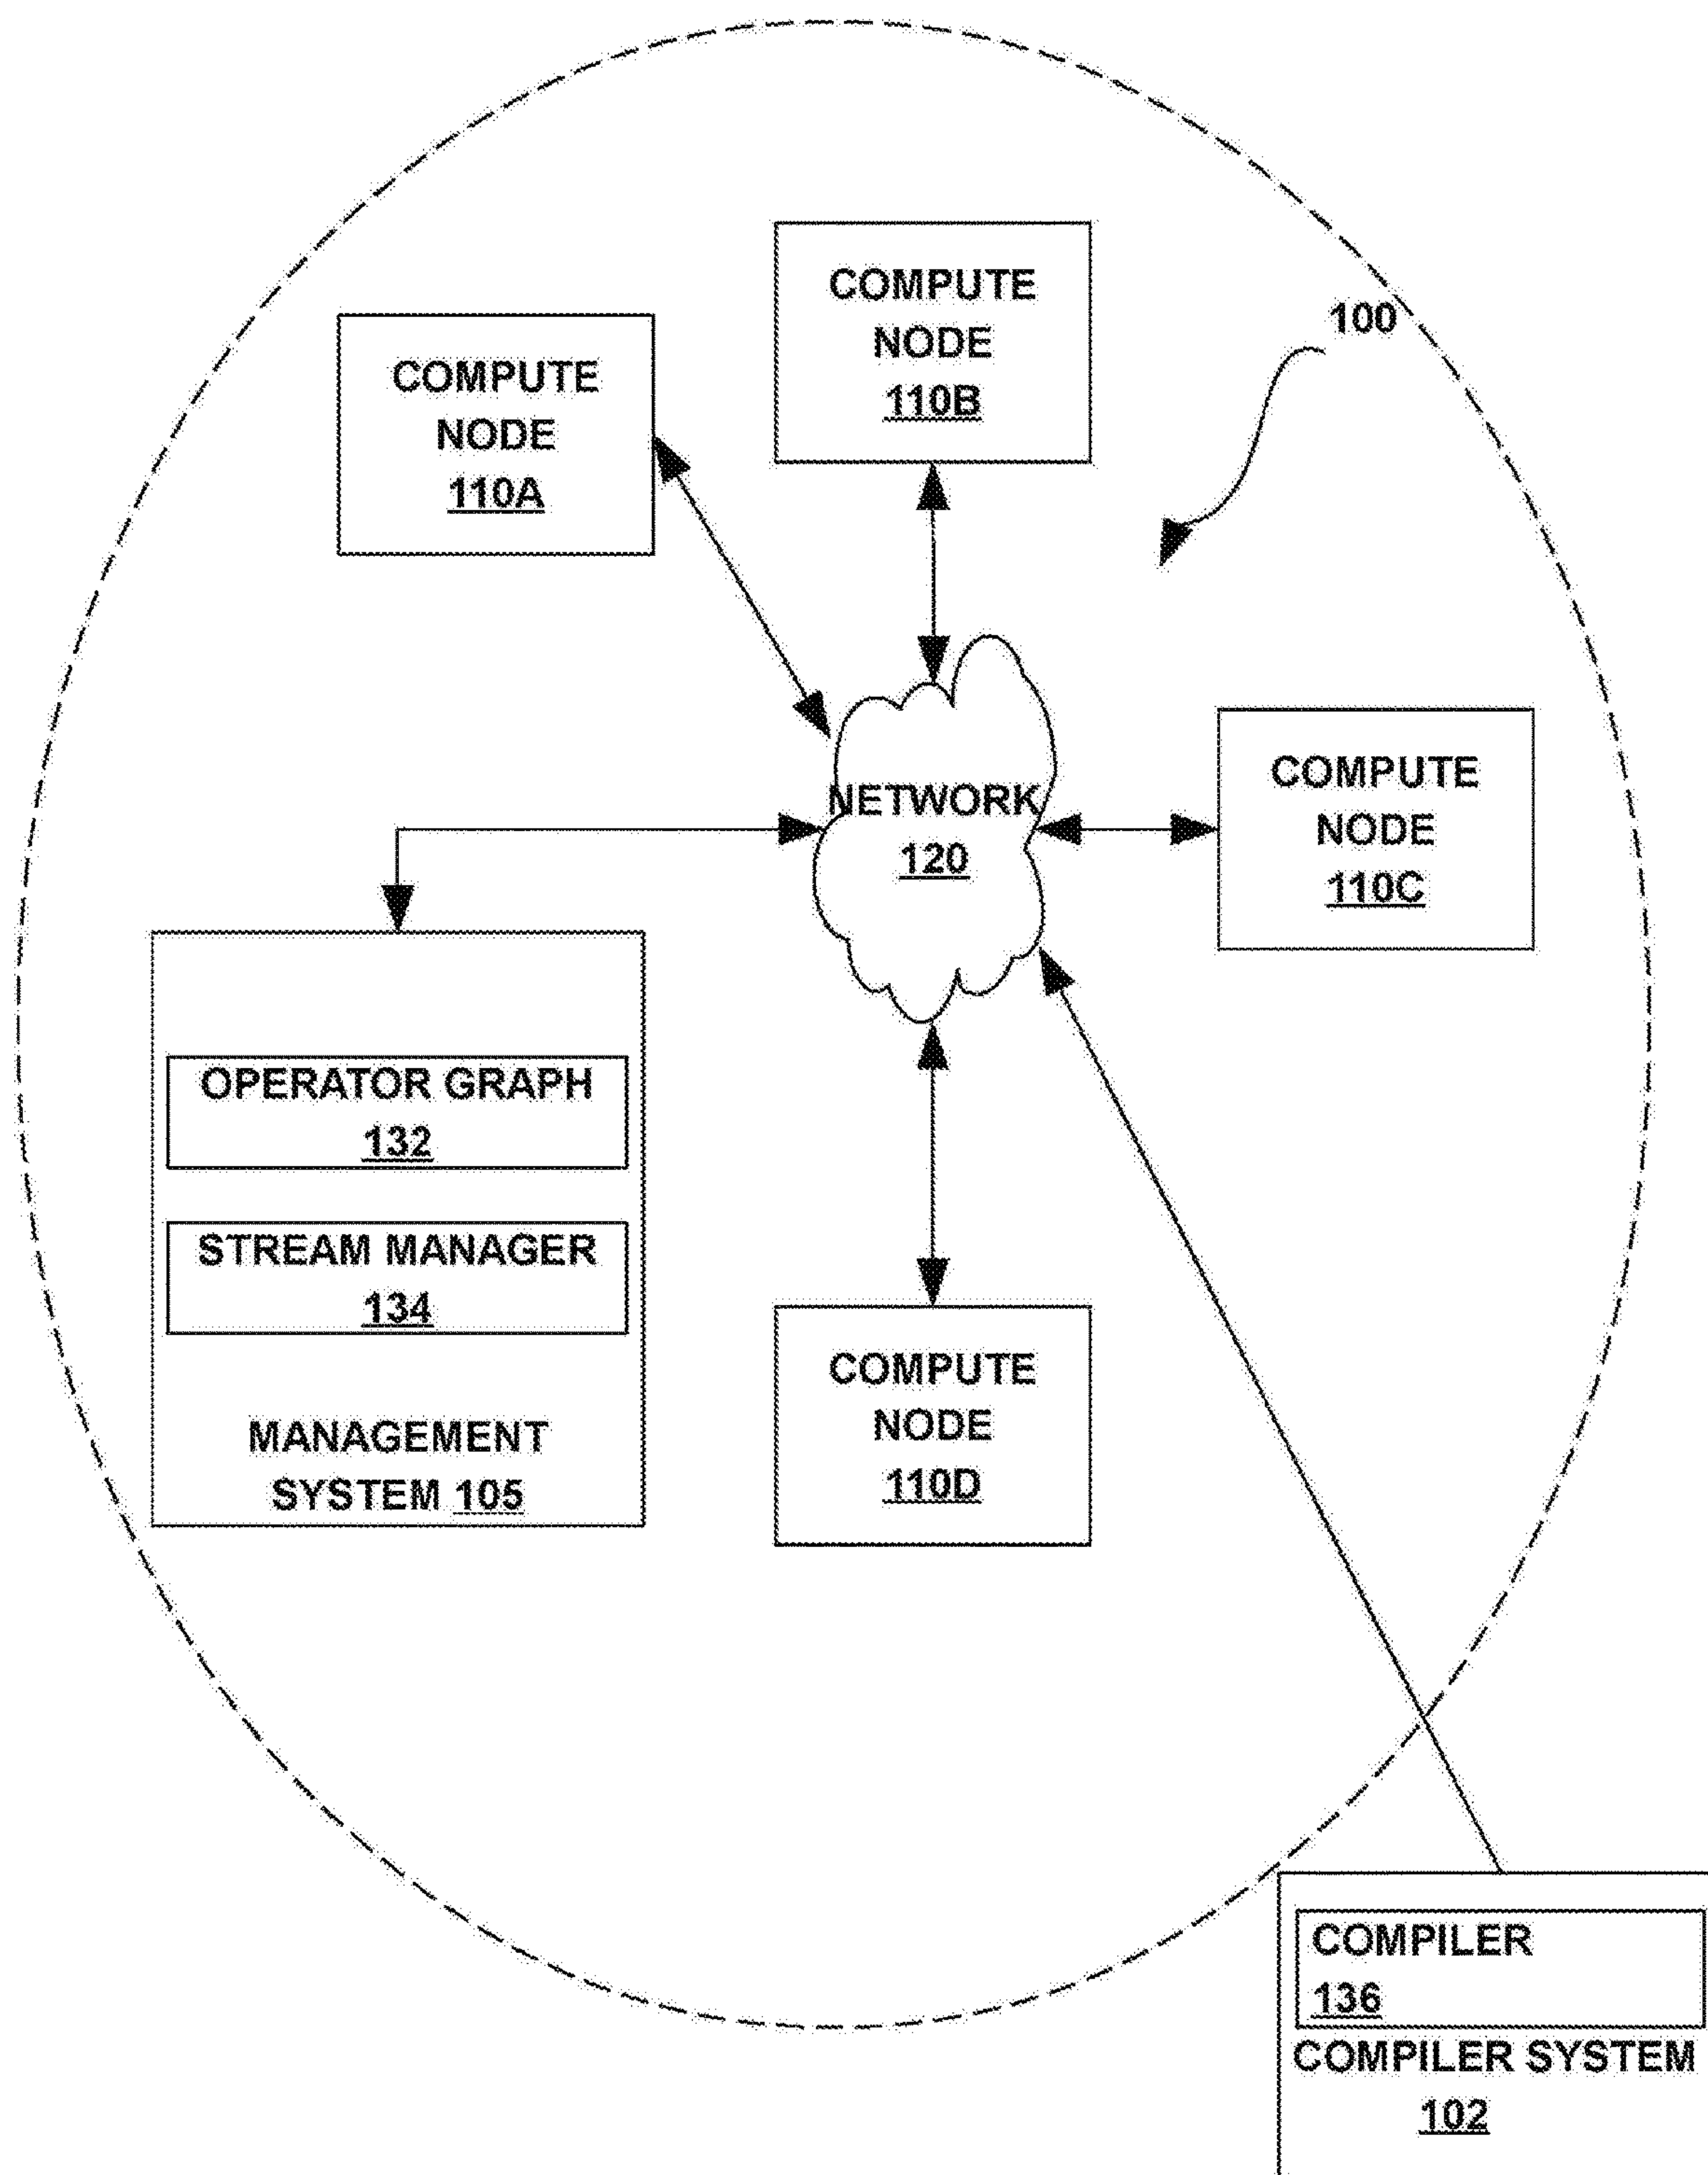 COMPUTE
NODE
110B
100
COMPUTE
NODE
110A
NETWORK
120
COMPUTE
NODE
110C
OPERATOR GRAPH
132
STREAM MANAGER
134
MANAGEMENT
SYSTEM 105
COMPUTE
NODE
110D
COMPILER
136
COMPILER SYSTEM
102